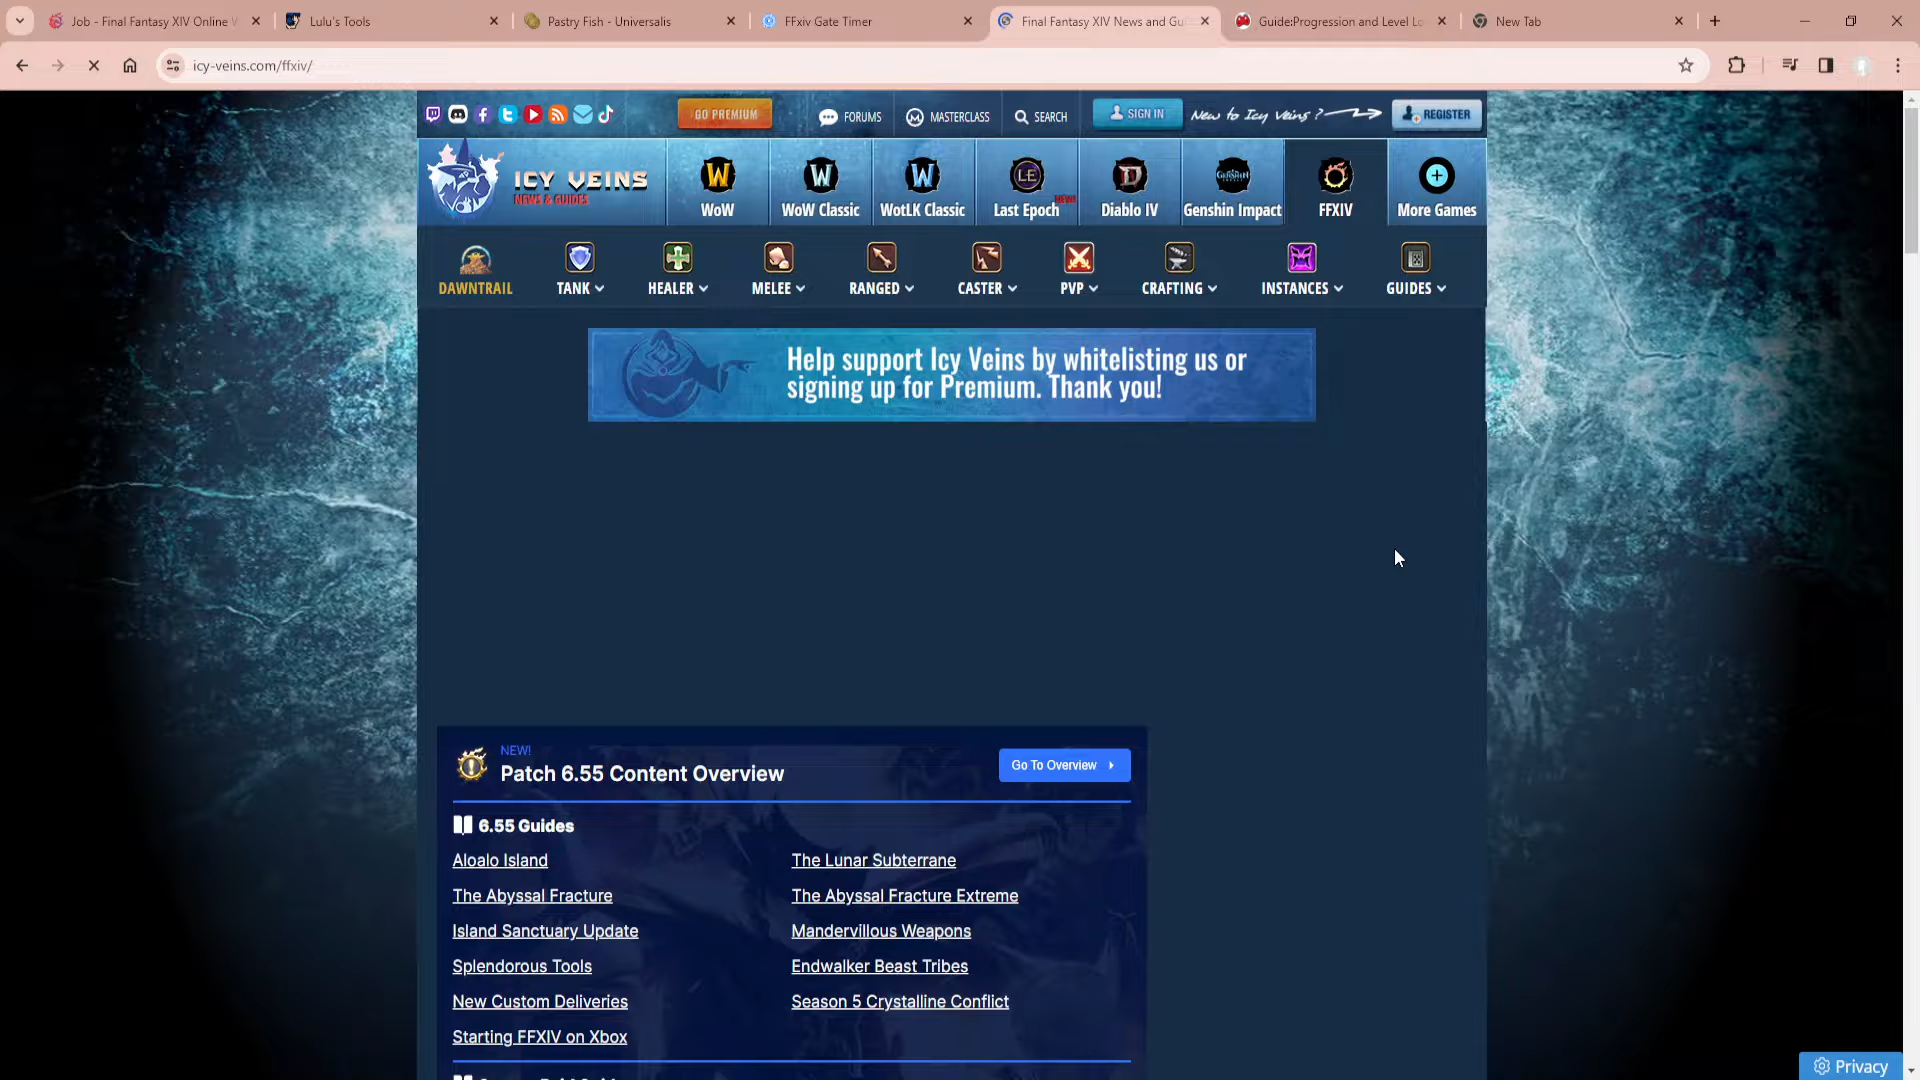 Job - Final Fantasy XIV Online W
Lulu's Tools
Pastry Fish - Universalis
FFxiv Gate Timer
Final Fantasy XIV News and Gui
Guide:Progression and Level Lo
New Tab
icy-veins.com/ffxiv/
GO PREMIUM
FORUMS
MASTERCLASS
SEARCH
SIGN IN
New to Icy Veins?
REGISTER
ICY VEINS
NEWS & GUIDES
WoW
WoW Classic
WotLK Classic
Last Epoch
NEW!
Diablo IV
Genshin Impact
FFXIV
More Games
DAWNTRAIL
TANK
HEALER
MELEE
RANGED
CASTER
PVP
CRAFTING
INSTANCES
GUIDES
Help support Icy Veins by whitelisting us or
signing up for Premium. Thank you!
NEW!
Patch 6.55 Content Overview
Go To Overview
6.55 Guides
Aloalo Island
The Lunar Subterrane
The Abyssal Fracture
The Abyssal Fracture Extreme
Island Sanctuary Update
Mandervillous Weapons
Splendorous Tools
Endwalker Beast Tribes
New Custom Deliveries
Season 5 Crystalline Conflict
Starting FFXIV on Xbox
Privacy